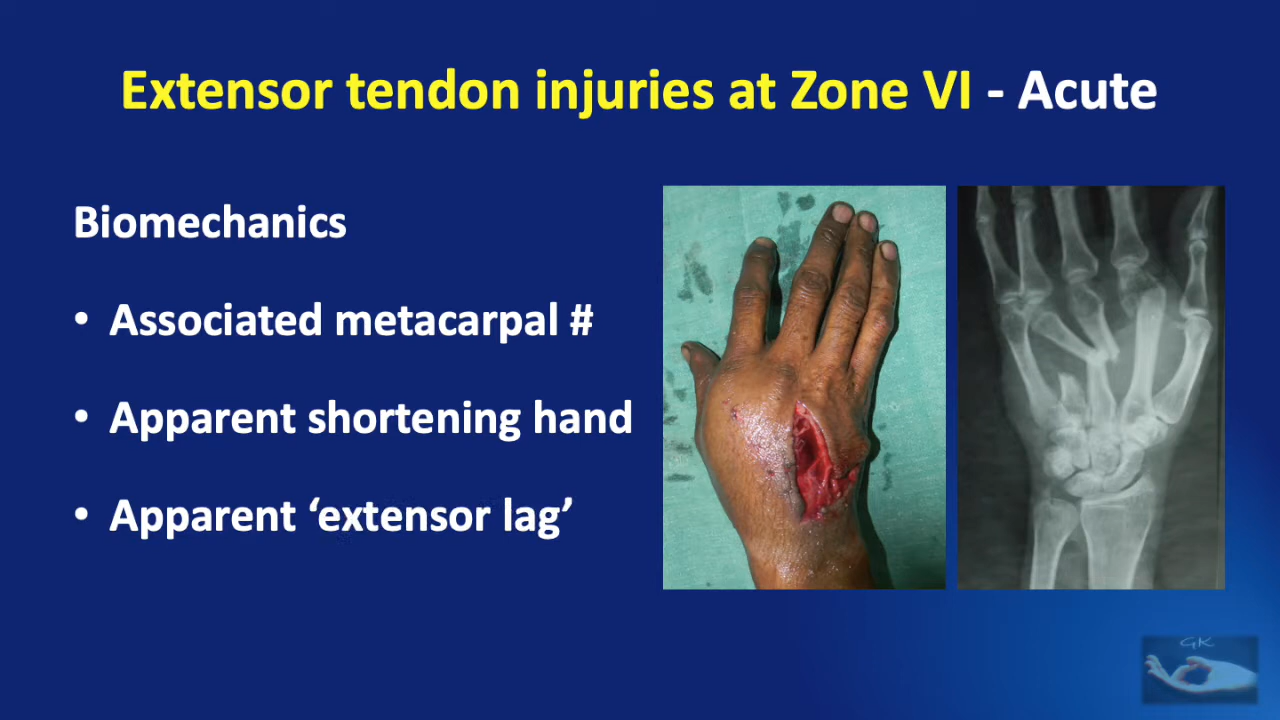 Extensor tendon injuries at Zone VI - Acute
Biomechanics
• Associated metacarpal #
• Apparent shortening hand
• Apparent ‘extensor lag’
GK